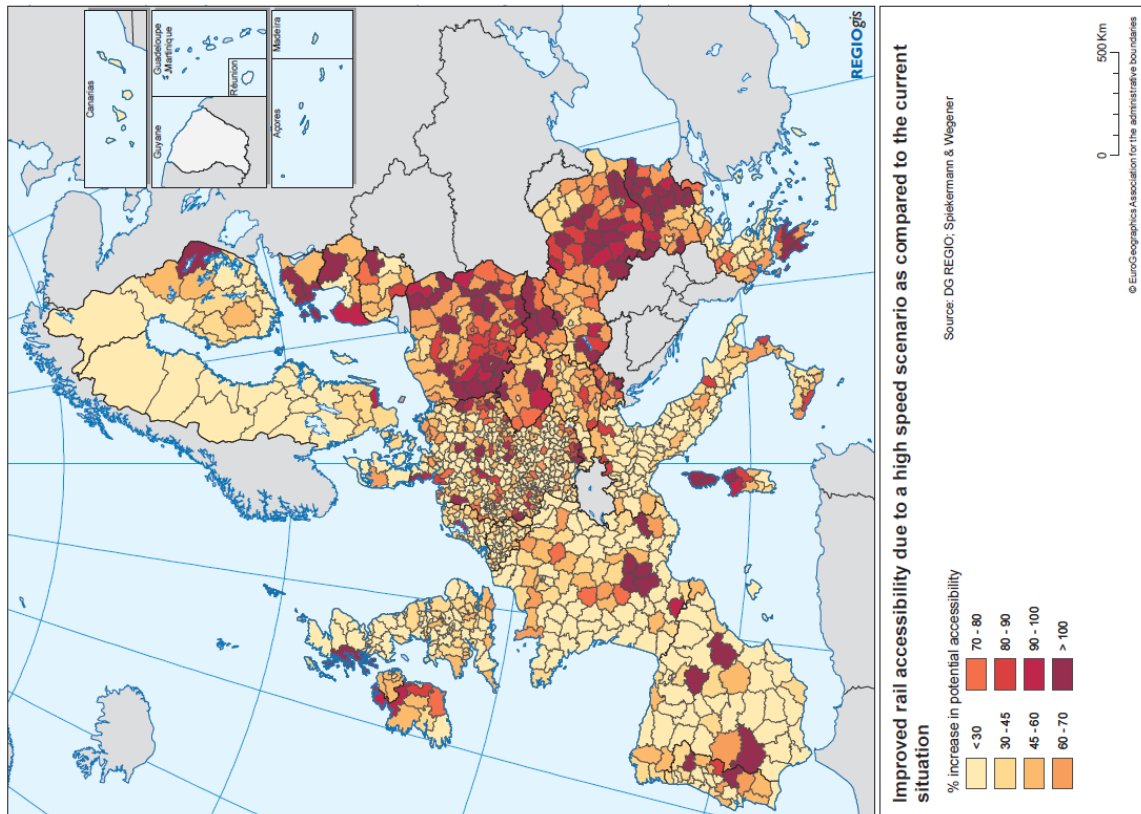 Canarias
Guadeloupe
Martinique
Guyane
Réunion
Açores
Madeira
REGIOgis
Improved rail accessibility due to a high speed scenario as compared to the current
situation
% increase in potential accessibility
<30
30 - 45
45 - 60
60 - 70
70 - 80
80 - 90
90 - 100
> 100
Source: DG REGIO; Spiekermann & Wegener
0
500 Km
© EuroGeographics Association for the administrative boundaries